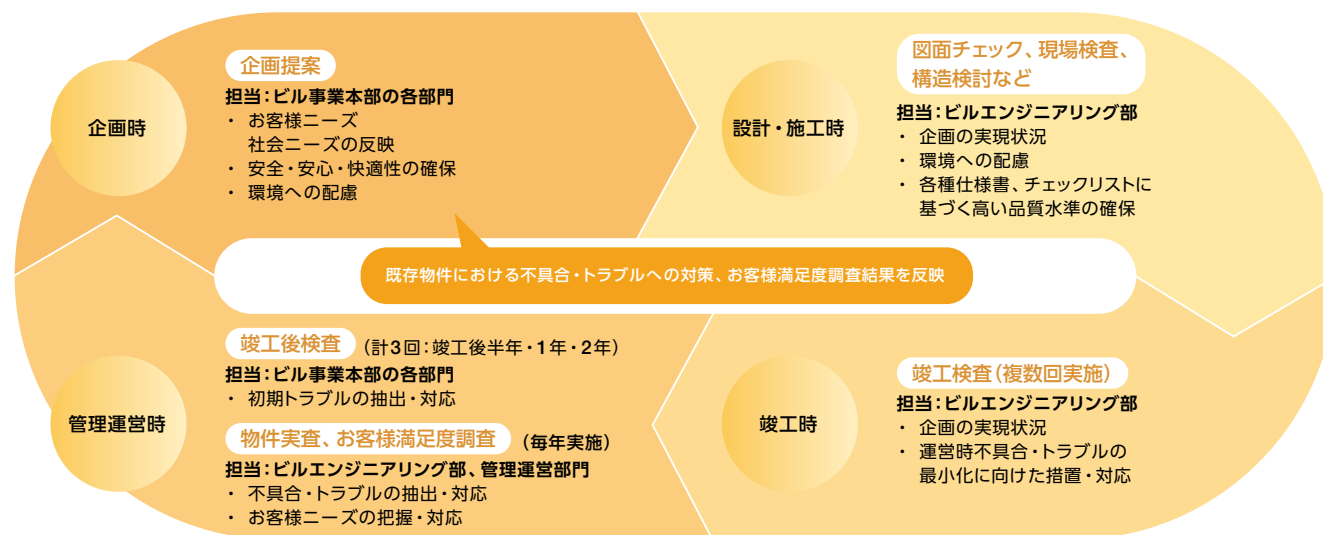 企画時
企画提案
担当：ビル事業本部の各部門
・ お客様ニーズ
社会ニーズの反映
・ 安全・安心・快適性の確保
・ 環境への配慮
設計・施工時
図面チェック、現場検査、
構造検討など
担当：ビルエンジニアリング部
・ 企画の実現状況
・ 環境への配慮
・ 各種仕様書、チェックリストに
基づく高い品質水準の確保
既存物件における不具合・トラブルへの対策、お客様満足度調査結果を反映
竣工時
竣工検査（複数回実施）
担当：ビルエンジニアリング部
・ 企画の実現状況
・ 運営時不具合・トラブルの
最小化に向けた措置・対応
管理運営時
竣工後検査 （計3回：竣工後半年・1年・2年）
担当：ビル事業本部の各部門
・ 初期トラブルの抽出・対応
物件実査、お客様満足度調査 （毎年実施）
担当：ビルエンジニアリング部、管理運営部門
・ 不具合・トラブルの抽出・対応
・ お客様ニーズの把握・対応